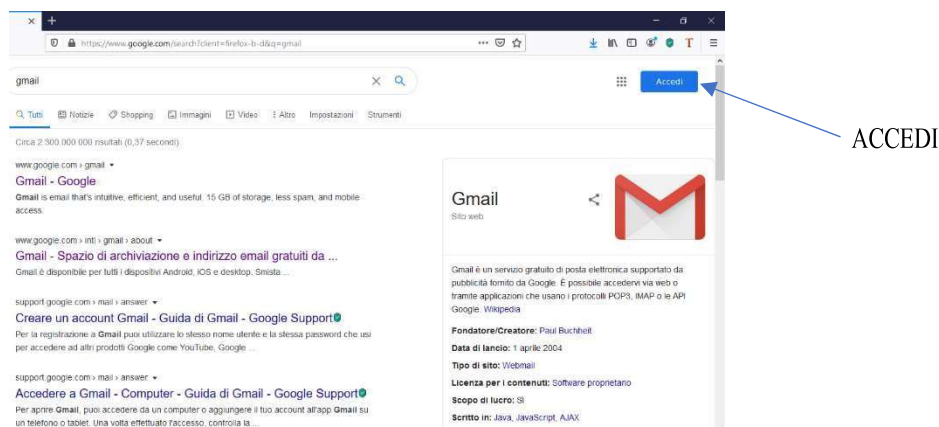 https://www.google.com/search?client=firefox-b-d&q=gmail
gmail
Accedi
ACCEDI
Tutti Notizie Shopping Immagini Video Altro Impostazioni Strumenti
Circa 2.300.000.000 risultati (0,37 secondi)
www.google.com › gmail
Gmail - Google
Gmail is email that's intuitive, efficient, and useful. 15 GB of storage, less spam, and mobile
access.
www.google.com › intl › gmail › about
Gmail - Spazio di archiviazione e indirizzo email gratuiti da ...
Gmail è disponibile per tutti i dispositivi Android, iOS e desktop. Smista ...
support.google.com › mail › answer
Creare un account Gmail - Guida di Gmail - Google Support
Per la registrazione a Gmail puoi utilizzare lo stesso nome utente e la stessa password che usi
per accedere ad altri prodotti Google come YouTube, Google ...
support.google.com › mail › answer
Accedere a Gmail - Computer - Guida di Gmail - Google Support
Per aprire Gmail, puoi accedere da un computer o aggiungere il tuo account all'app Gmail su
un telefono o tablet. Una volta effettuato l'accesso, controlla la ...
Gmail
Sito web
Gmail è un servizio gratuito di posta elettronica supportato da
pubblicità fornito da Google. È possibile accedervi via web o
tramite applicazioni che usano i protocolli POP3, IMAP o le API
Google. Wikipedia
Fondatore/Creatore: Paul Buchheit
Data di lancio: 1 aprile 2004
Tipo di sito: Webmail
Licenza per i contenuti: Software proprietario
Scopo di lucro: Sì
Scritto in: Java, JavaScript, AJAX